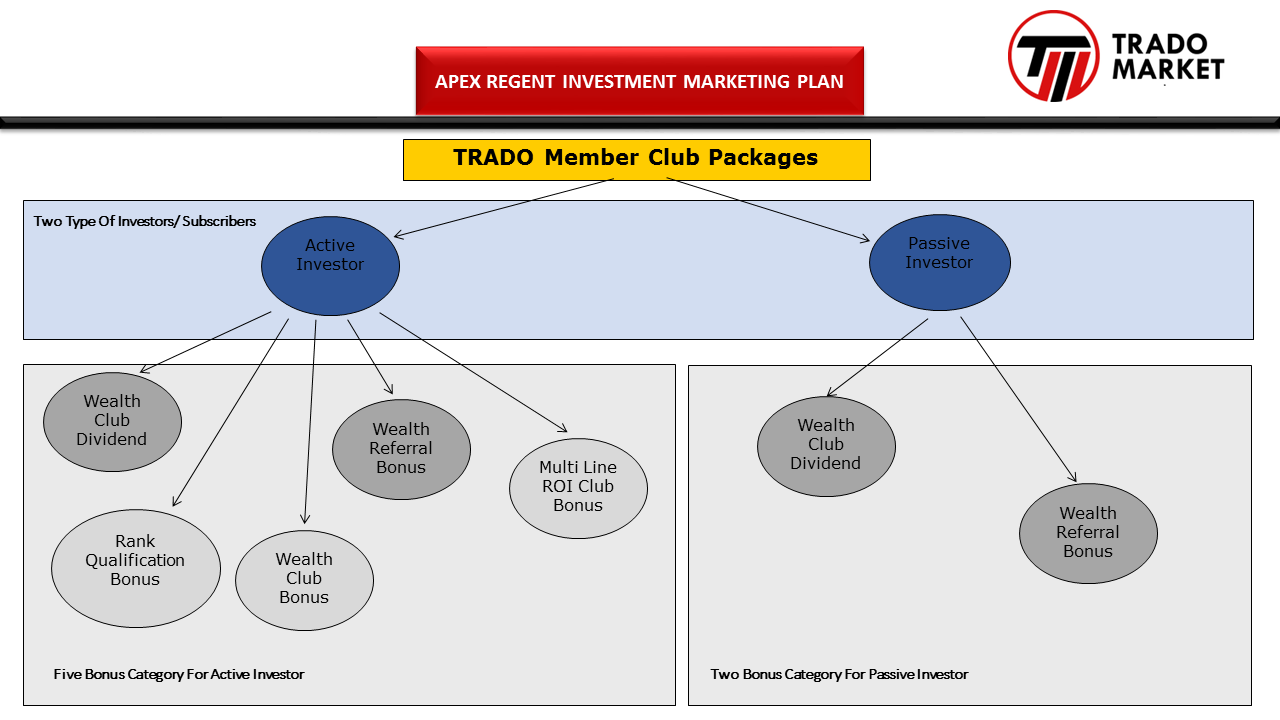 APEX REGENT INVESTMENT MARKETING PLAN
TM TRADO
MARKET
TRADO Member Club Packages
Two Type Of Investors/ Subscribers
Active
Investor
Passive
Investor
Wealth
Club
Dividend
Rank
Qualification
Bonus
Wealth
Club
Bonus
Wealth
Referral
Bonus
Multi Line
ROI Club
Bonus
Five Bonus Category For Active Investor
Wealth
Club
Dividend
Wealth
Referral
Bonus
Two Bonus Category For Passive Investor